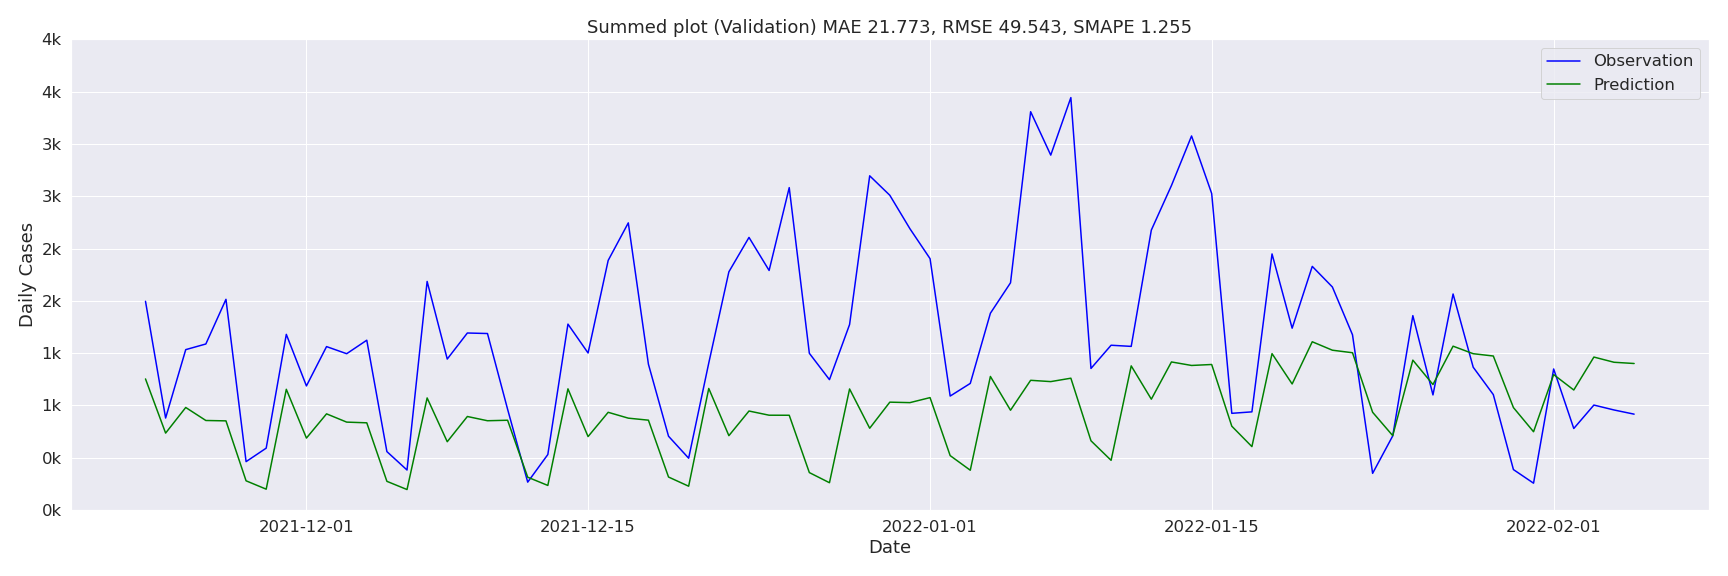 Summed plot (Validation) MAE 21.773, RMSE 49.543, SMAPE 1.255
4k
4k
3k
3k
2k
2k
1k
1k
0k
0k
Daily Cases
Observation
Prediction
2021-12-01
2021-12-15
2022-01-01
2022-01-15
2022-02-01
Date